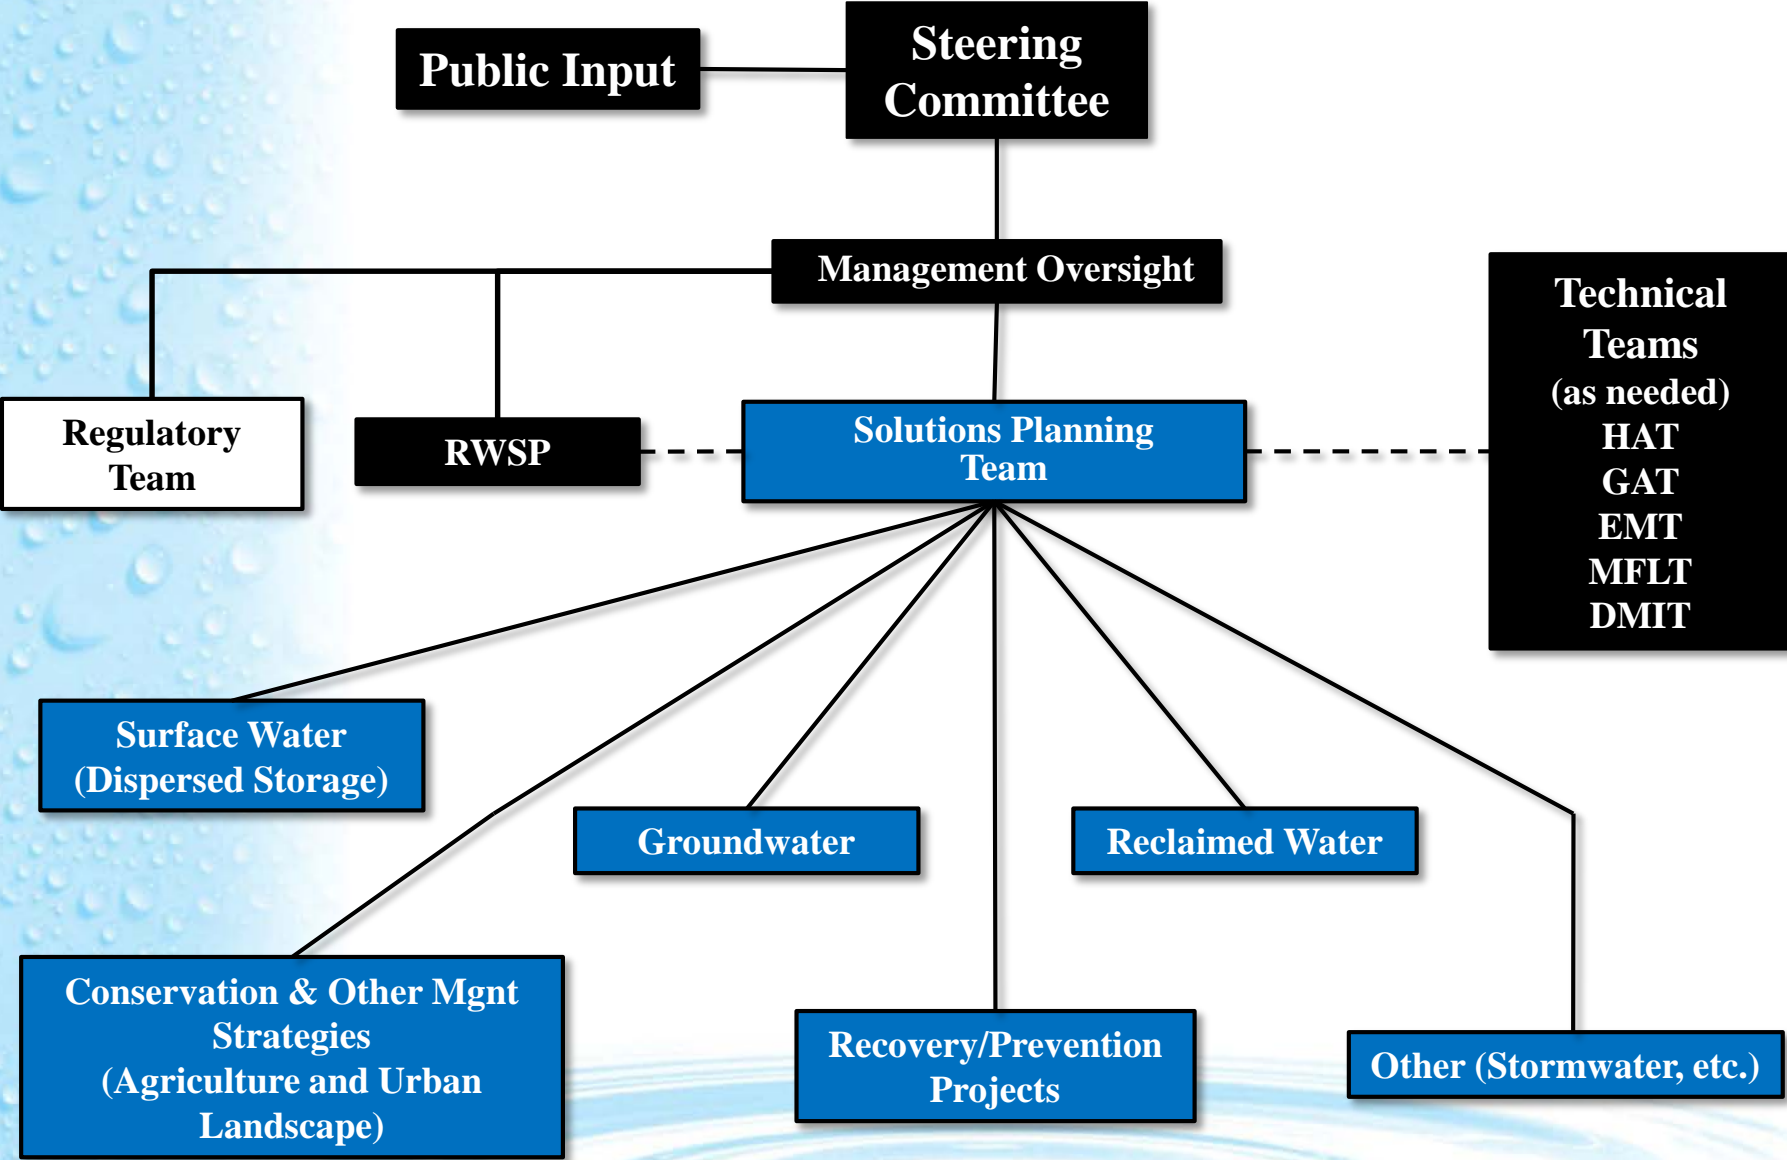 Public Input
Steering
Committee
Management Oversight
Technical
Teams
(as needed)
HAT
GAT
EMT
MFLT
DMIT
Regulatory
Team
RWSP
Solutions Planning
Team
Surface Water
(Dispersed Storage)
Groundwater
Reclaimed Water
Conservation & Other Mgnt
Strategies
(Agriculture and Urban
Landscape)
Recovery/Prevention
Projects
Other (Stormwater, etc.)